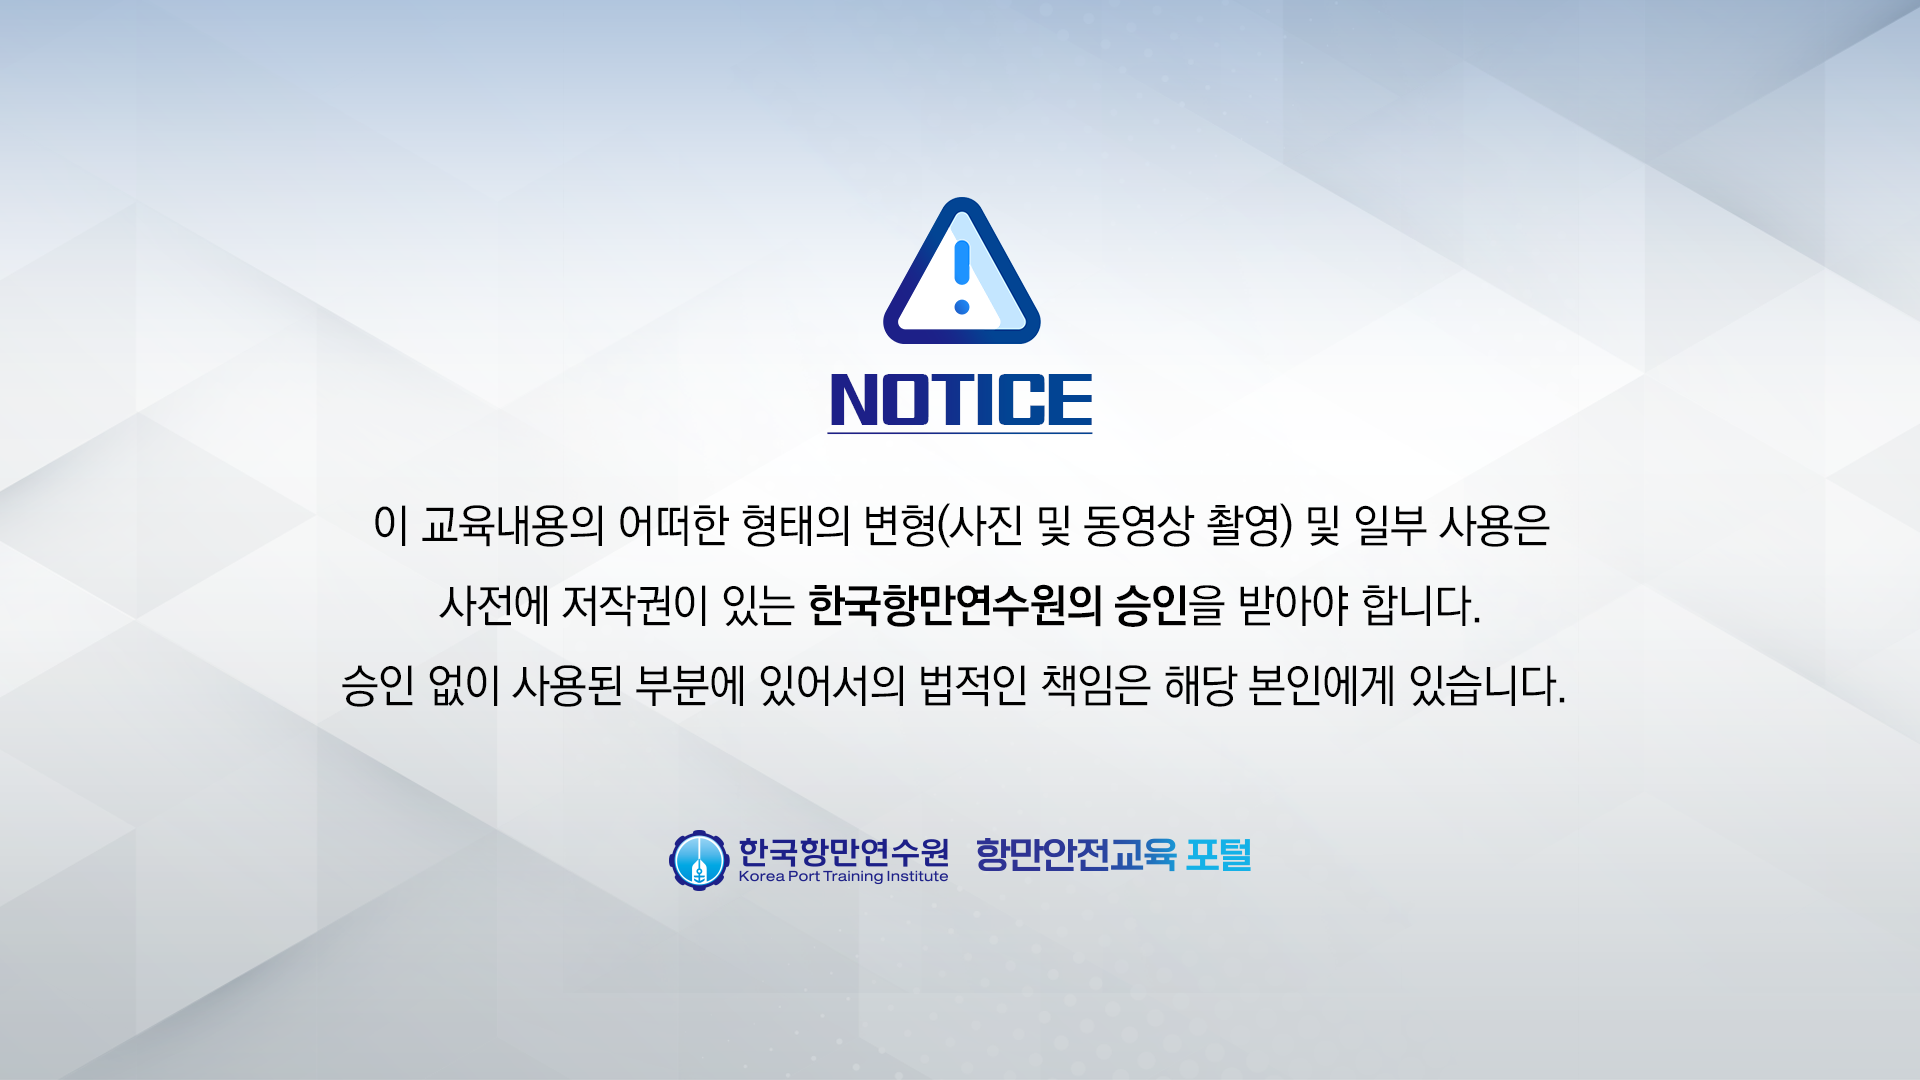 NOTICE
이 교육내용의 어떠한 형태의 변형(사진 및 동영상 촬영) 및 일부 사용은
사전에 저작권이 있는 한국항만연수원의 승인을 받아야 합니다.
승인 없이 사용된 부분에 있어서의 법적인 책임은 해당 본인에게 있습니다.
한국항만연수원 항만안전교육 포털
Korea Port Training Institute